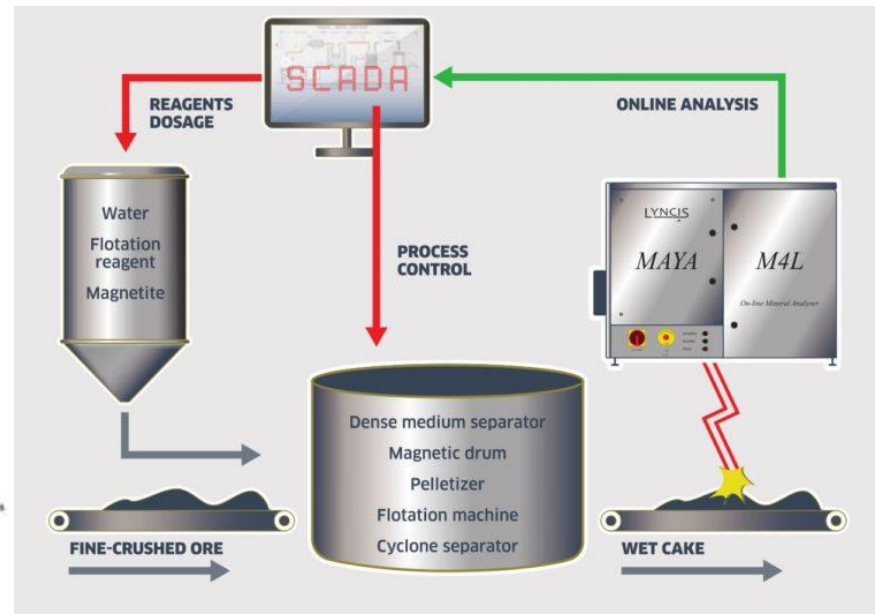 SCADA
REAGENTS
DOSAGE
ONLINE ANALYSIS
Water
Flotation
reagent
Magnetite
PROCESS
CONTROL
LYNCIS
MAYA
M4L
On-line Mineral Analyser
Dense medium separator
Magnetic drum
Pelletizer
Flotation machine
Cyclone separator
FINE-CRUSHED ORE
WET CAKE